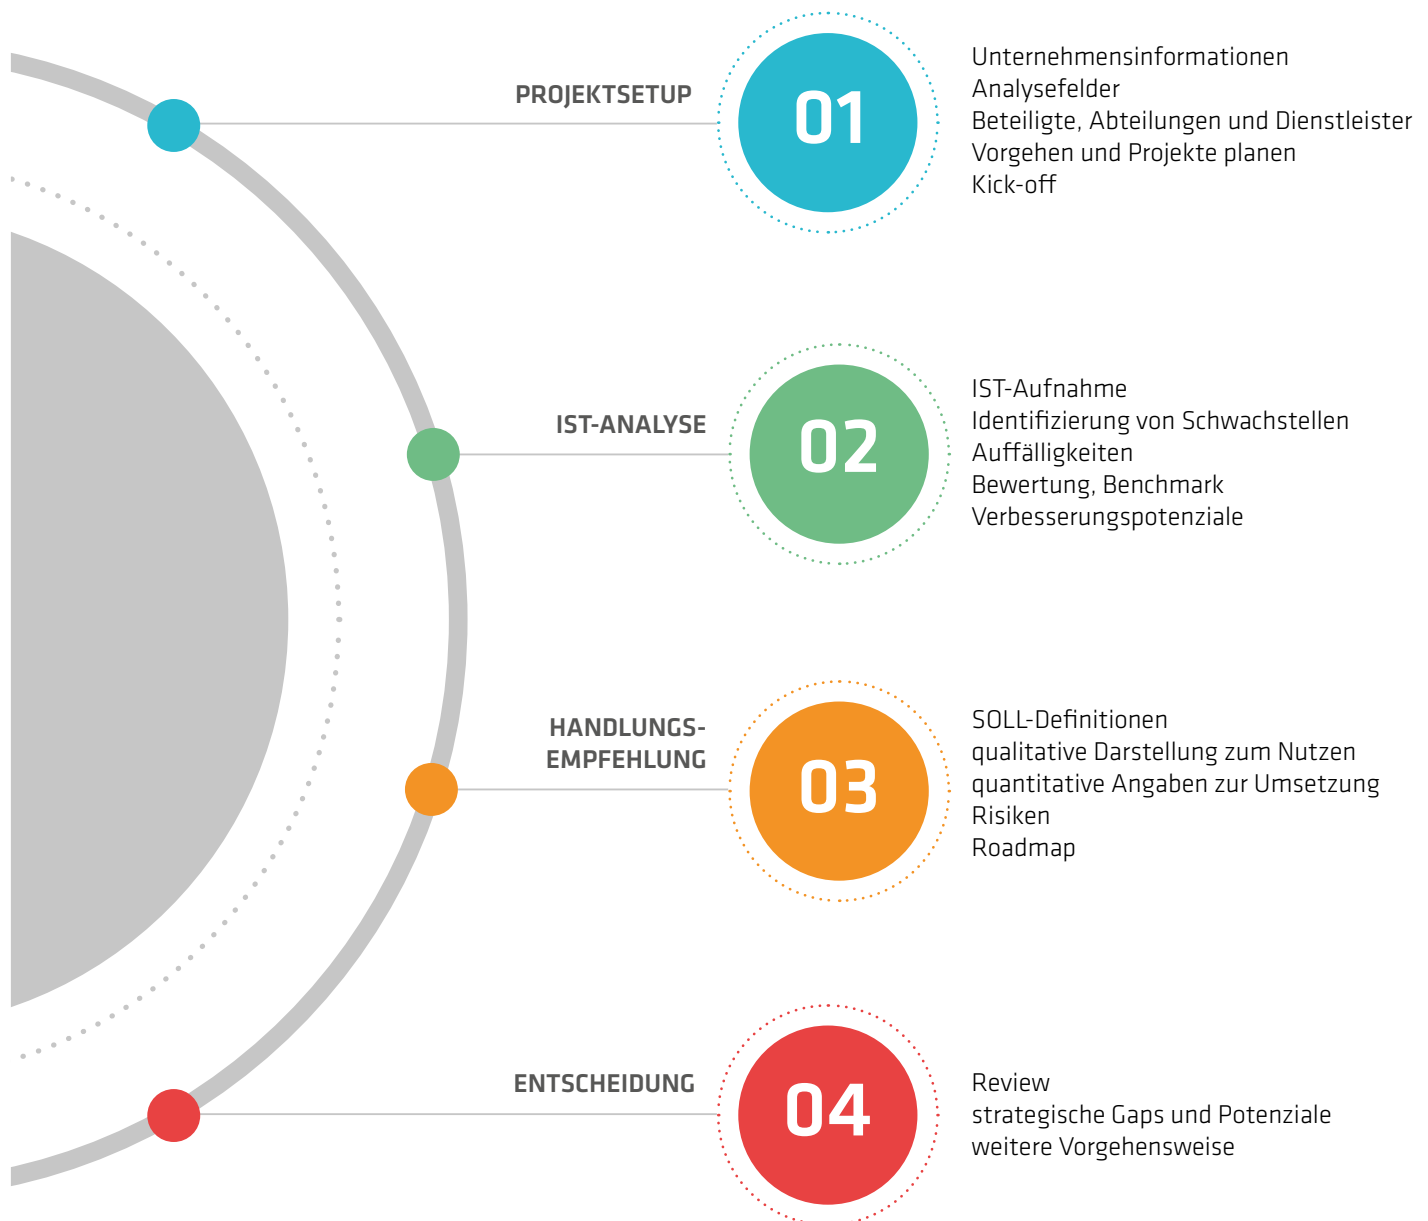 PROJEKTSETUP
01
Unternehmensinformationen
Analysefelder
Beteiligte, Abteilungen und Dienstleister
Vorgehen und Projekte planen
Kick-off
IST-ANALYSE
02
IST-Aufnahme
Identifizierung von Schwachstellen
Auffälligkeiten
Bewertung, Benchmark
Verbesserungspotenziale
HANDLUNGS-
EMPFEHLUNG
03
SOLL-Definitionen
qualitative Darstellung zum Nutzen
quantitative Angaben zur Umsetzung
Risiken
Roadmap
ENTSCHEIDUNG
04
Review
strategische Gaps und Potenziale
weitere Vorgehensweise